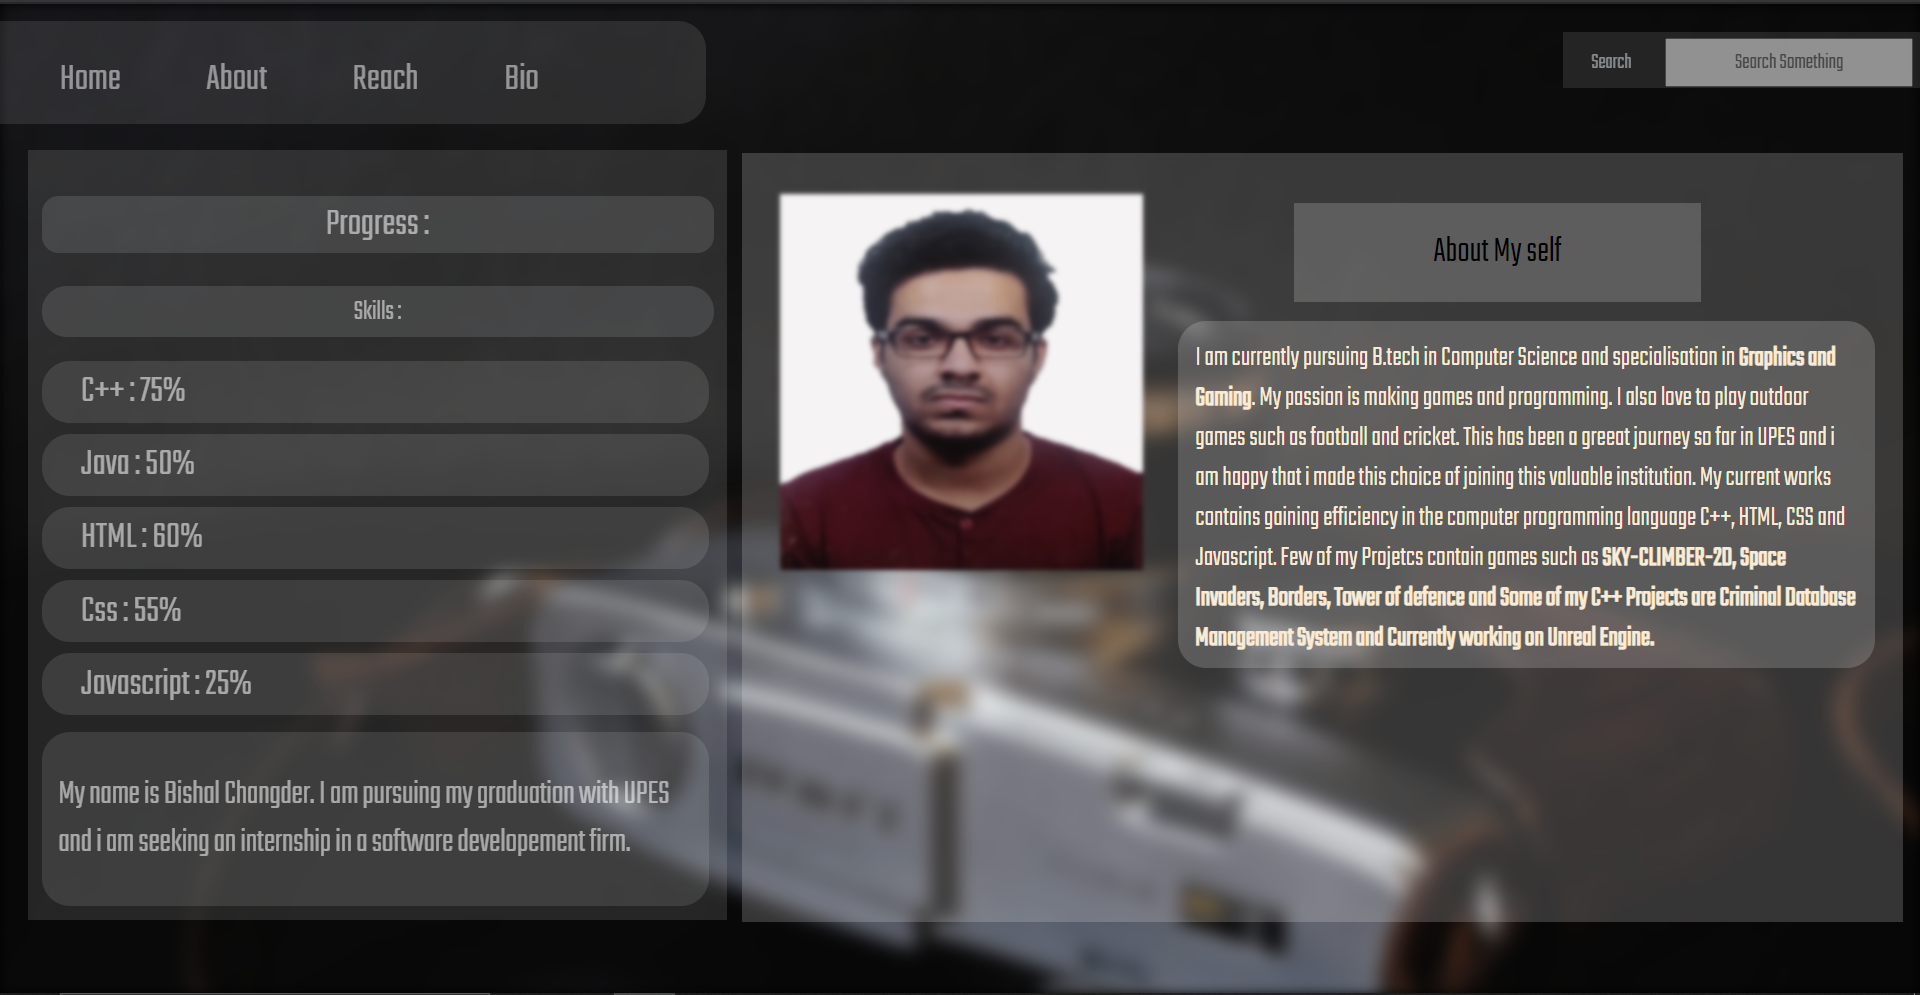 Home About Reach Bio
Search Search Something
Progress :
Skills :
C++ : 75%
Java : 50%
HTML : 60%
Css : 55%
Javascript : 25%
My name is Bishal Changder. I am pursuing my graduation with UPES
and i am seeking an internship in a software developement firm.
About My self
I am currently pursuing B.tech in Computer Science and specialisation in Graphics and
Gaming. My passion is making games and programming. I also love to play outdoor
games such as football and cricket. This has been a greeat journey so far in UPES and i
am happy that i made this choice of joining this valuable institution. My current works
contains gaining efficiency in the computer programming language C++, HTML, CSS and
Javascript. Few of my Projetcs contain games such as SKY-CLIMBER-2D, Space
Invaders, Borders, Tower of defence and Some of my C++ Projects are Criminal Database
Management System and Currently working on Unreal Engine.